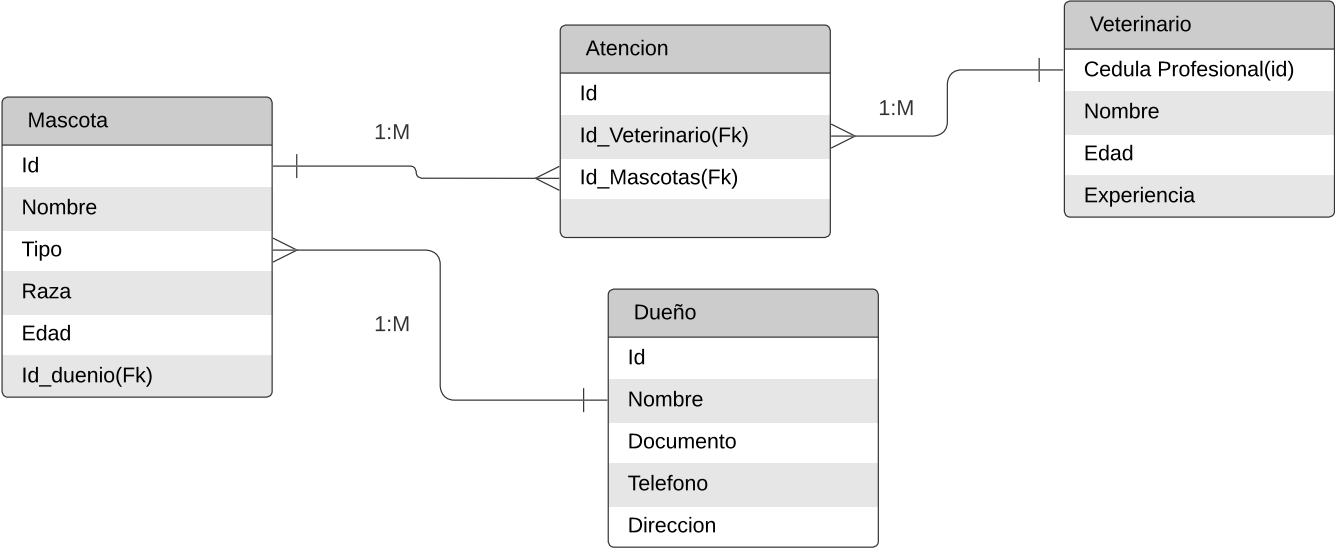 Mascota
Id
Nombre
Tipo
Raza
Edad
Id_duenio(Fk)
1:M
1:M
Atencion
Id
Id_Veterinario(Fk)
Id_Mascotas(Fk)
1:M
Veterinario
Cedula Profesional(id)
Nombre
Edad
Experiencia
Dueño
Id
Nombre
Documento
Telefono
Direccion